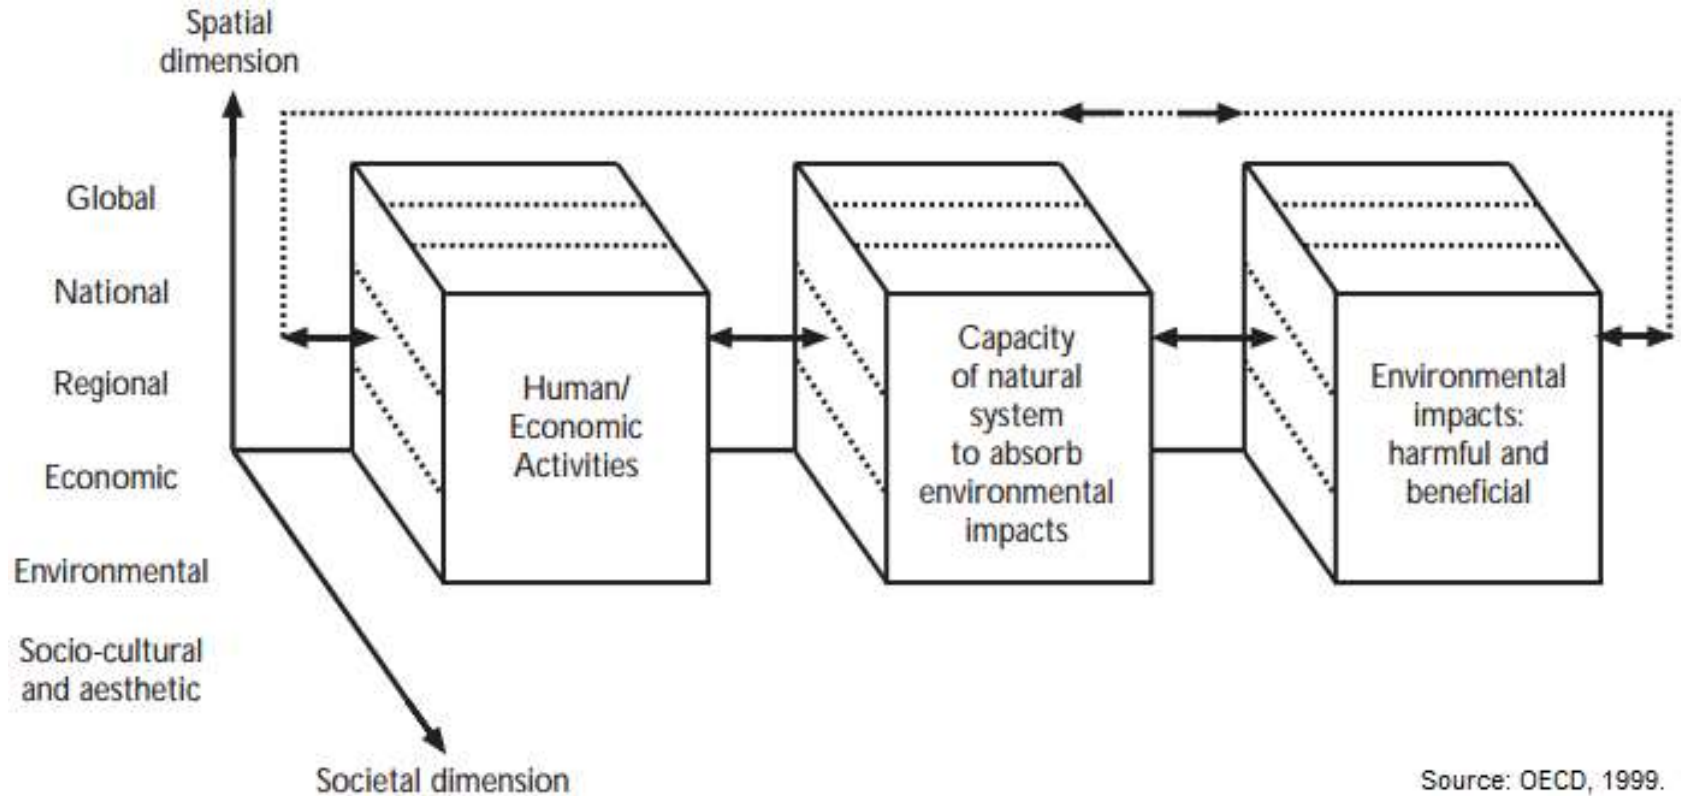 Spatial
dimension
Global
National
Regional
Economic
Environmental
Socio-cultural
and aesthetic
Societal dimension
Human/
Economic
Activities
Capacity
of natural
system
to absorb
environmental
impacts
Environmental
impacts:
harmful and
beneficial
Source: OECD, 1999.